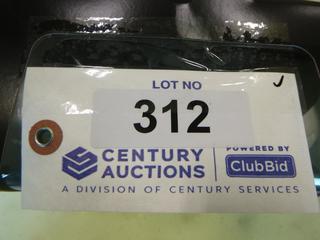 LOT NO
312
CENTURY
AUCTIONS
POWERED BY
ClubBid
A DIVISION OF CENTURY SERVICES